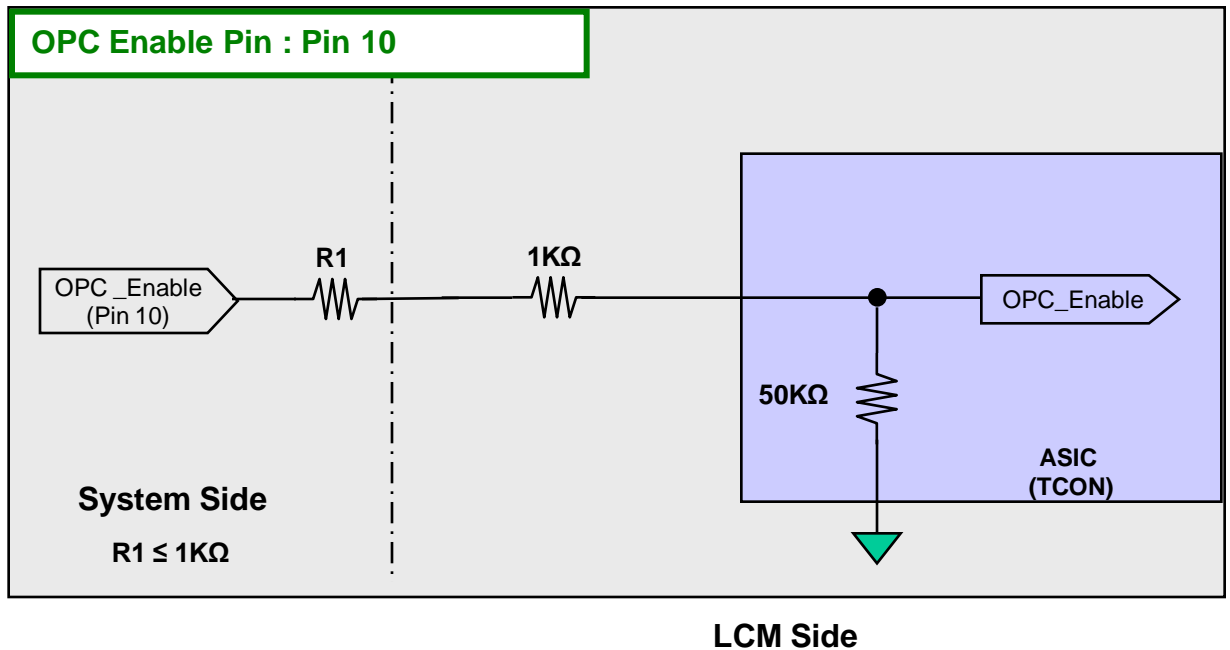 OPC Enable Pin : Pin 10
R1
1KΩ
OPC _Enable
(Pin 10)
OPC_Enable
50KΩ
ASIC
(TCON)
System Side
R1 ≤ 1KΩ
LCM Side